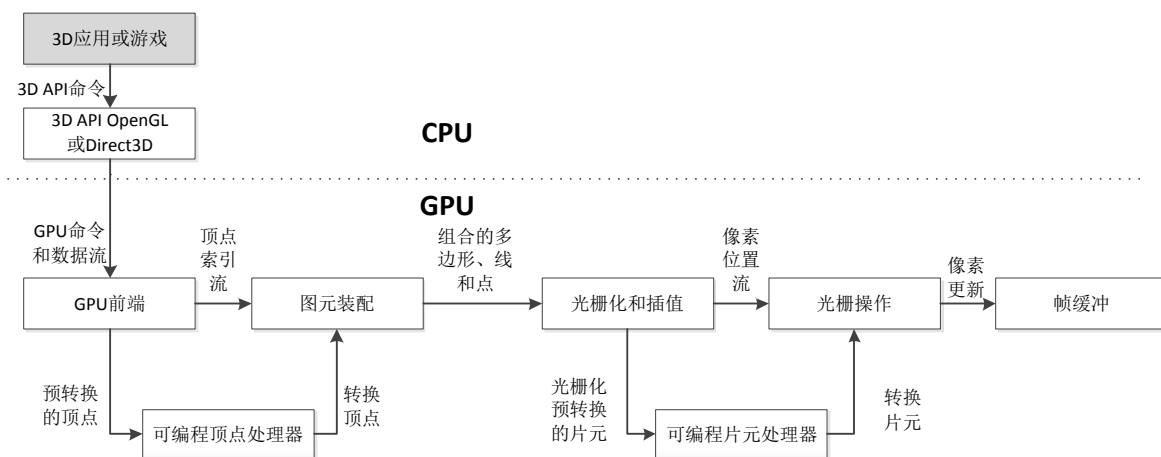 3D应用或游戏
3D API命令
3D API OpenGL
或Direct3D
CPU
GPU
GPU命令
和数据流
顶点
索引
流
组合的多
边形、线
和点
像素
位置
流
像素
更新
GPU前端
图元装配
光栅化和插值
光栅操作
帧缓冲
预转换
的顶点
转换
顶点
光栅化
预转换
的片元
转换
片元
可编程顶点处理器
可编程片元处理器